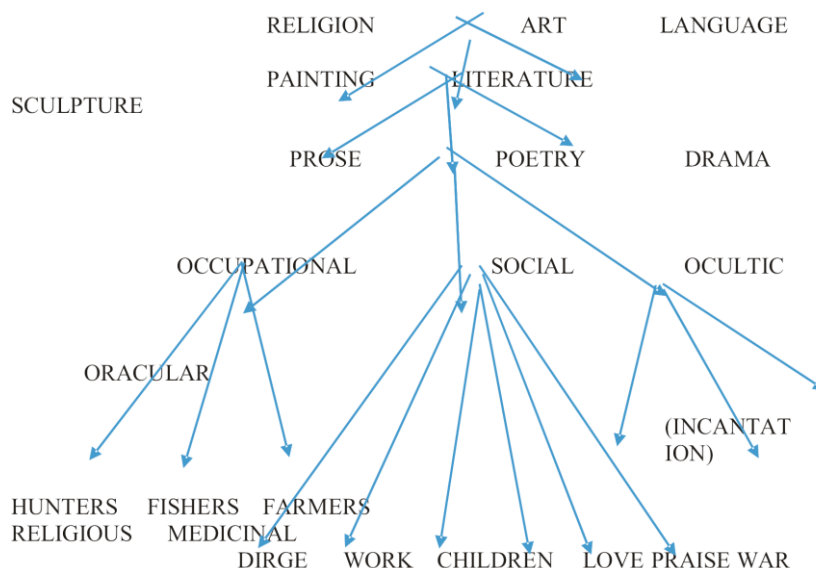 RELIGION ART LANGUAGE
PAINTING LITERATURE
SCULPTURE
PROSE POETRY DRAMA
OCCUPATIONAL SOCIAL OCULTIC
ORACULAR
(INCANTAT
ION)
HUNTERS FISHERS FARMERS
RELIGIOUS MEDICINAL
DIRGE WORK CHILDREN LOVE PRAISE WAR